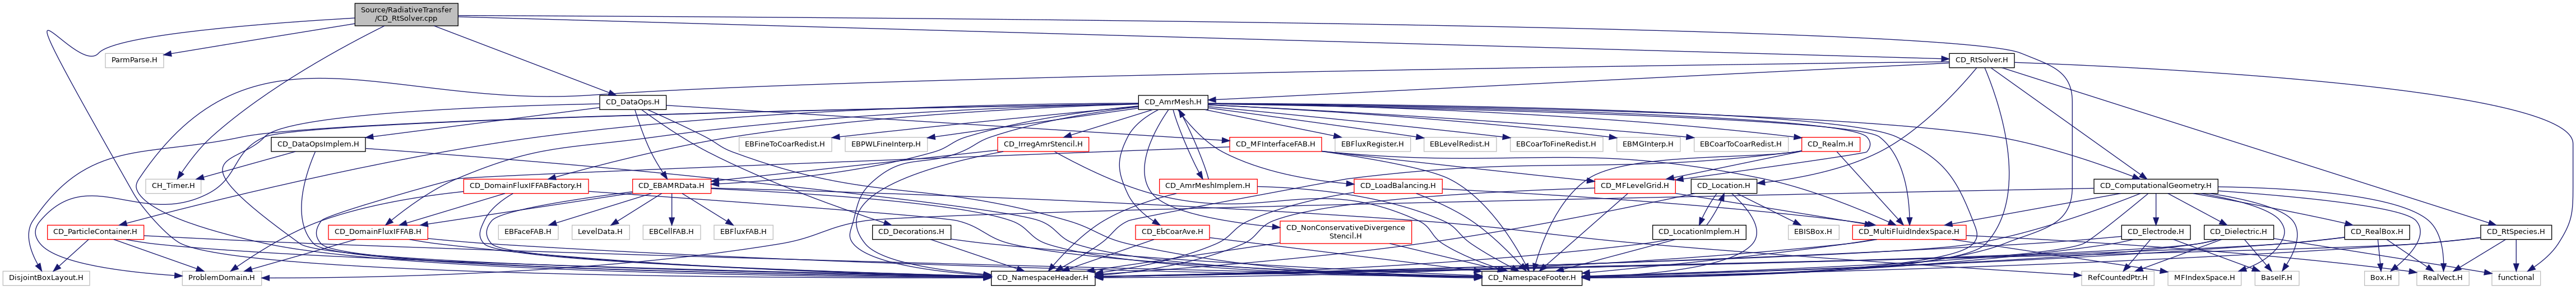 Source/RadiativeTransfer
/CD_RtSolver.cpp
ParmParse.H
CD_RtSolver.H
CD_DataOps.H
CD_AmrMesh.H
CD_DataOpsImplem.H
EBFineToCoarRedist.H
EBPWLFineInterp.H
CD_IrregAmrStencil.H
CD_MFInterfaceFAB.H
EBFluxRegister.H
EBLevelRedist.H
EBCoarToFineRedist.H
EBMGInterp.H
EBCoarToCoarRedist.H
CD_Realm.H
CH_Timer.H
CD_DomainFluxIFFABFactory.H
CD_EBAMRData.H
CD_AmrMeshImplem.H
CD_LoadBalancing.H
CD_MFLevelGrid.H
CD_Location.H
CD_ComputationalGeometry.H
CD_ParticleContainer.H
CD_DomainFluxIFFAB.H
EBFaceFAB.H
LevelData.H
EBCellFAB.H
EBFluxFAB.H
CD_Decorations.H
CD_EbCoarAve.H
CD_NonConservativeDivergence
Stencil.H
CD_LocationImplem.H
EBISBox.H
CD_MultiFluidIndexSpace.H
CD_Electrode.H
CD_Dielectric.H
CD_RealBox.H
CD_RtSpecies.H
DisjointBoxLayout.H
ProblemDomain.H
CD_NamespaceHeader.H
CD_NamespaceFooter.H
RefCountedPtr.H
MFIndexSpace.H
BaseIF.H
Box.H
RealVect.H
functional